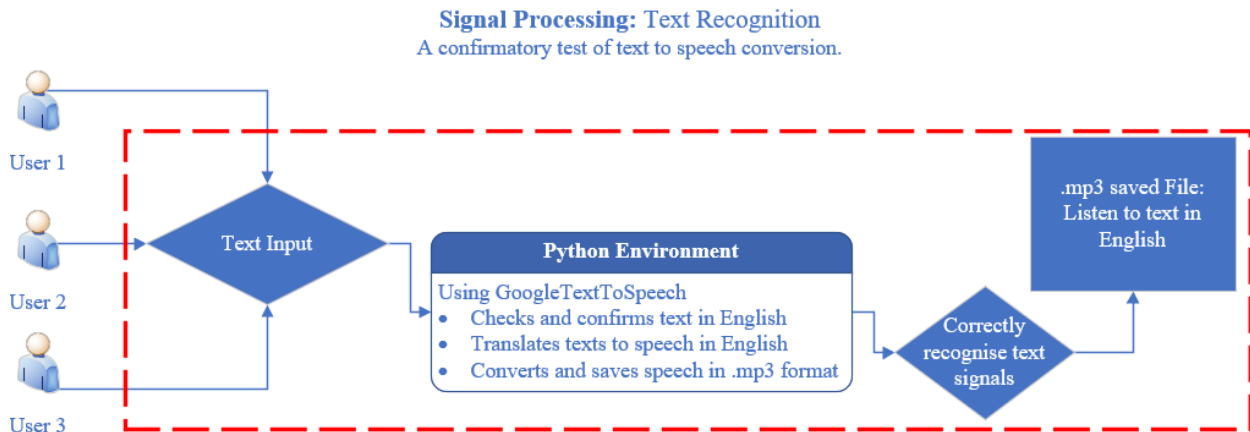 Signal Processing: Text Recognition
A confirmatory test of text to speech conversion.
User 1
User 2
User 3
Text Input
Python Environment
Using GoogleTextToSpeech
• Checks and confirms text in English
• Translates texts to speech in English
• Converts and saves speech in .mp3 format
Correctly
recognise text
signals
.mp3 saved File:
Listen to text in
English